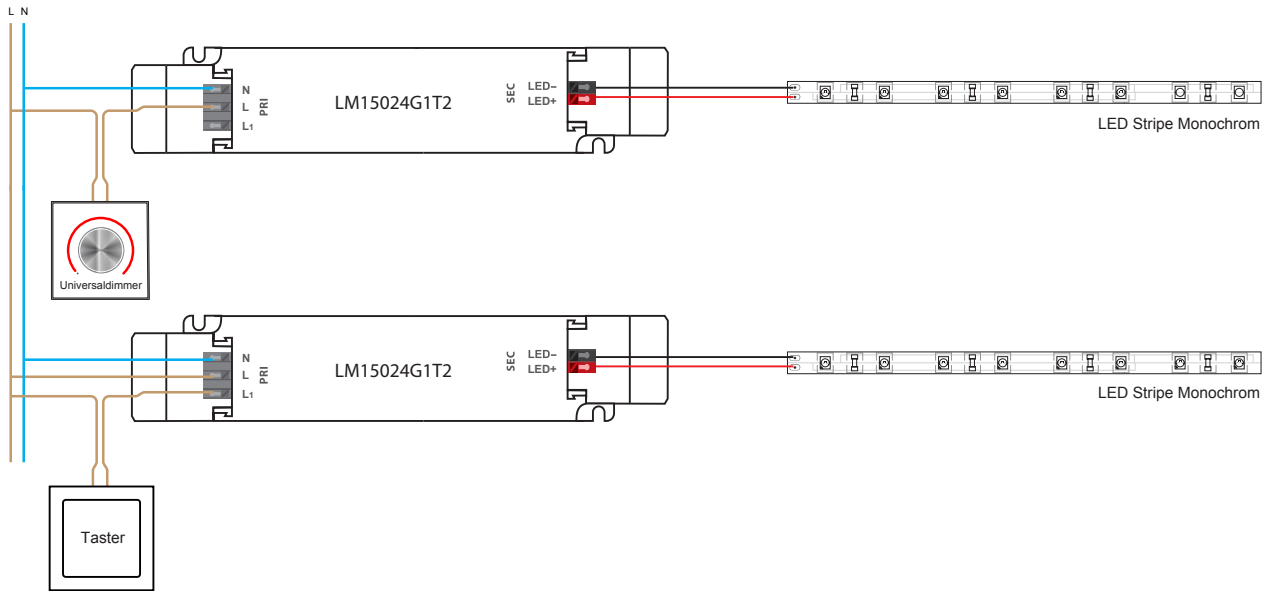 L N
N
L
L1
PRI
LM15024G1T2
SEC
LED–
LED+
LED Stripe Monochrom
Universaldimmer
N
L
L1
PRI
LM15024G1T2
SEC
LED–
LED+
LED Stripe Monochrom
Taster